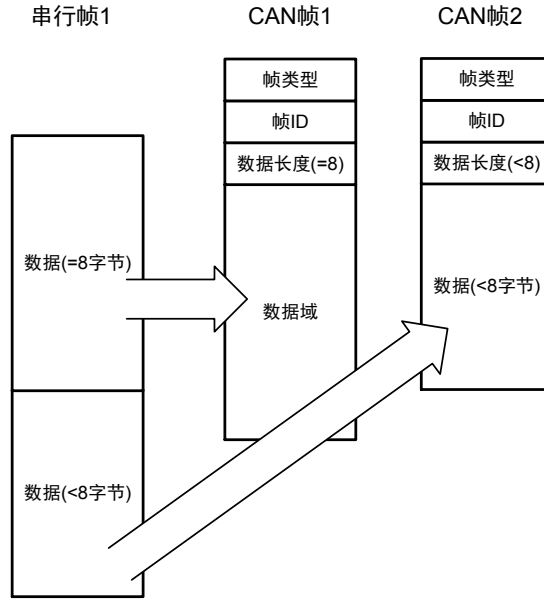 串行帧1
CAN帧1
CAN帧2
帧类型
帧ID
数据长度(=8)
数据域
帧类型
帧ID
数据长度(<8)
数据(<8字节)
数据(=8字节)
数据(<8字节)